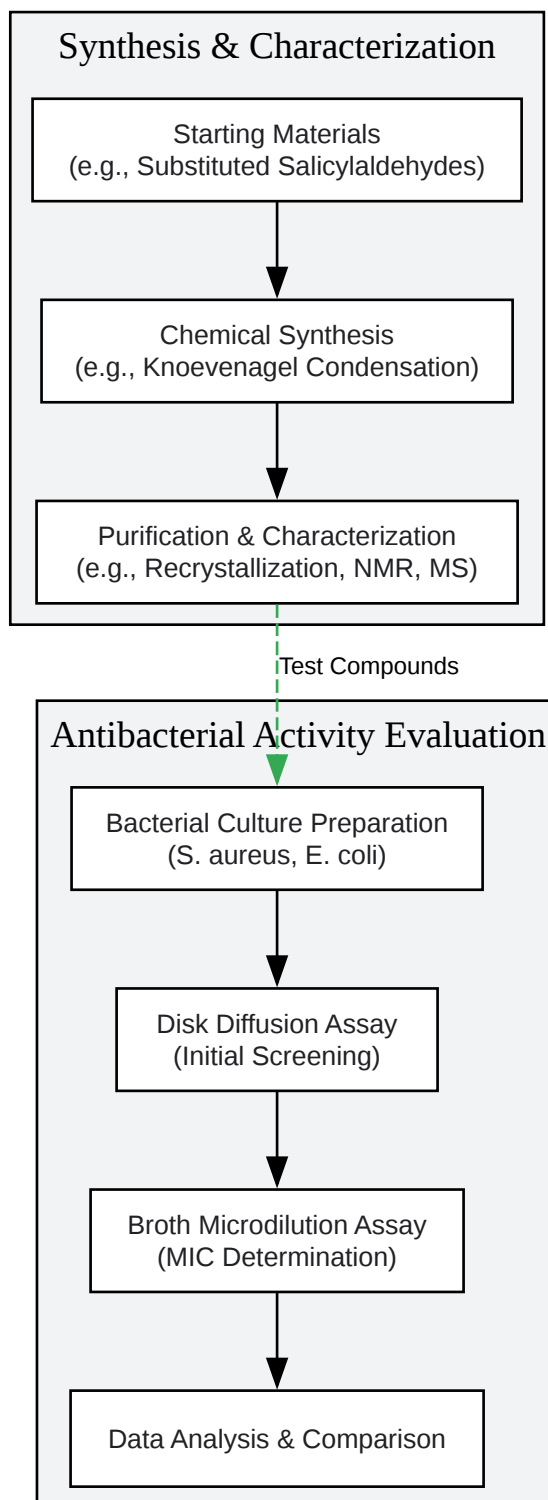 Synthesis & Characterization
Starting Materials
(e.g., Substituted Salicylaldehydes)
Chemical Synthesis
(e.g., Knoevenagel Condensation)
Purification & Characterization
(e.g., Recrystallization, NMR, MS)
Test Compounds
Antibacterial Activity Evaluation
Bacterial Culture Preparation
(S. aureus, E. coli)
Disk Diffusion Assay
(Initial Screening)
Broth Microdilution Assay
(MIC Determination)
Data Analysis & Comparison